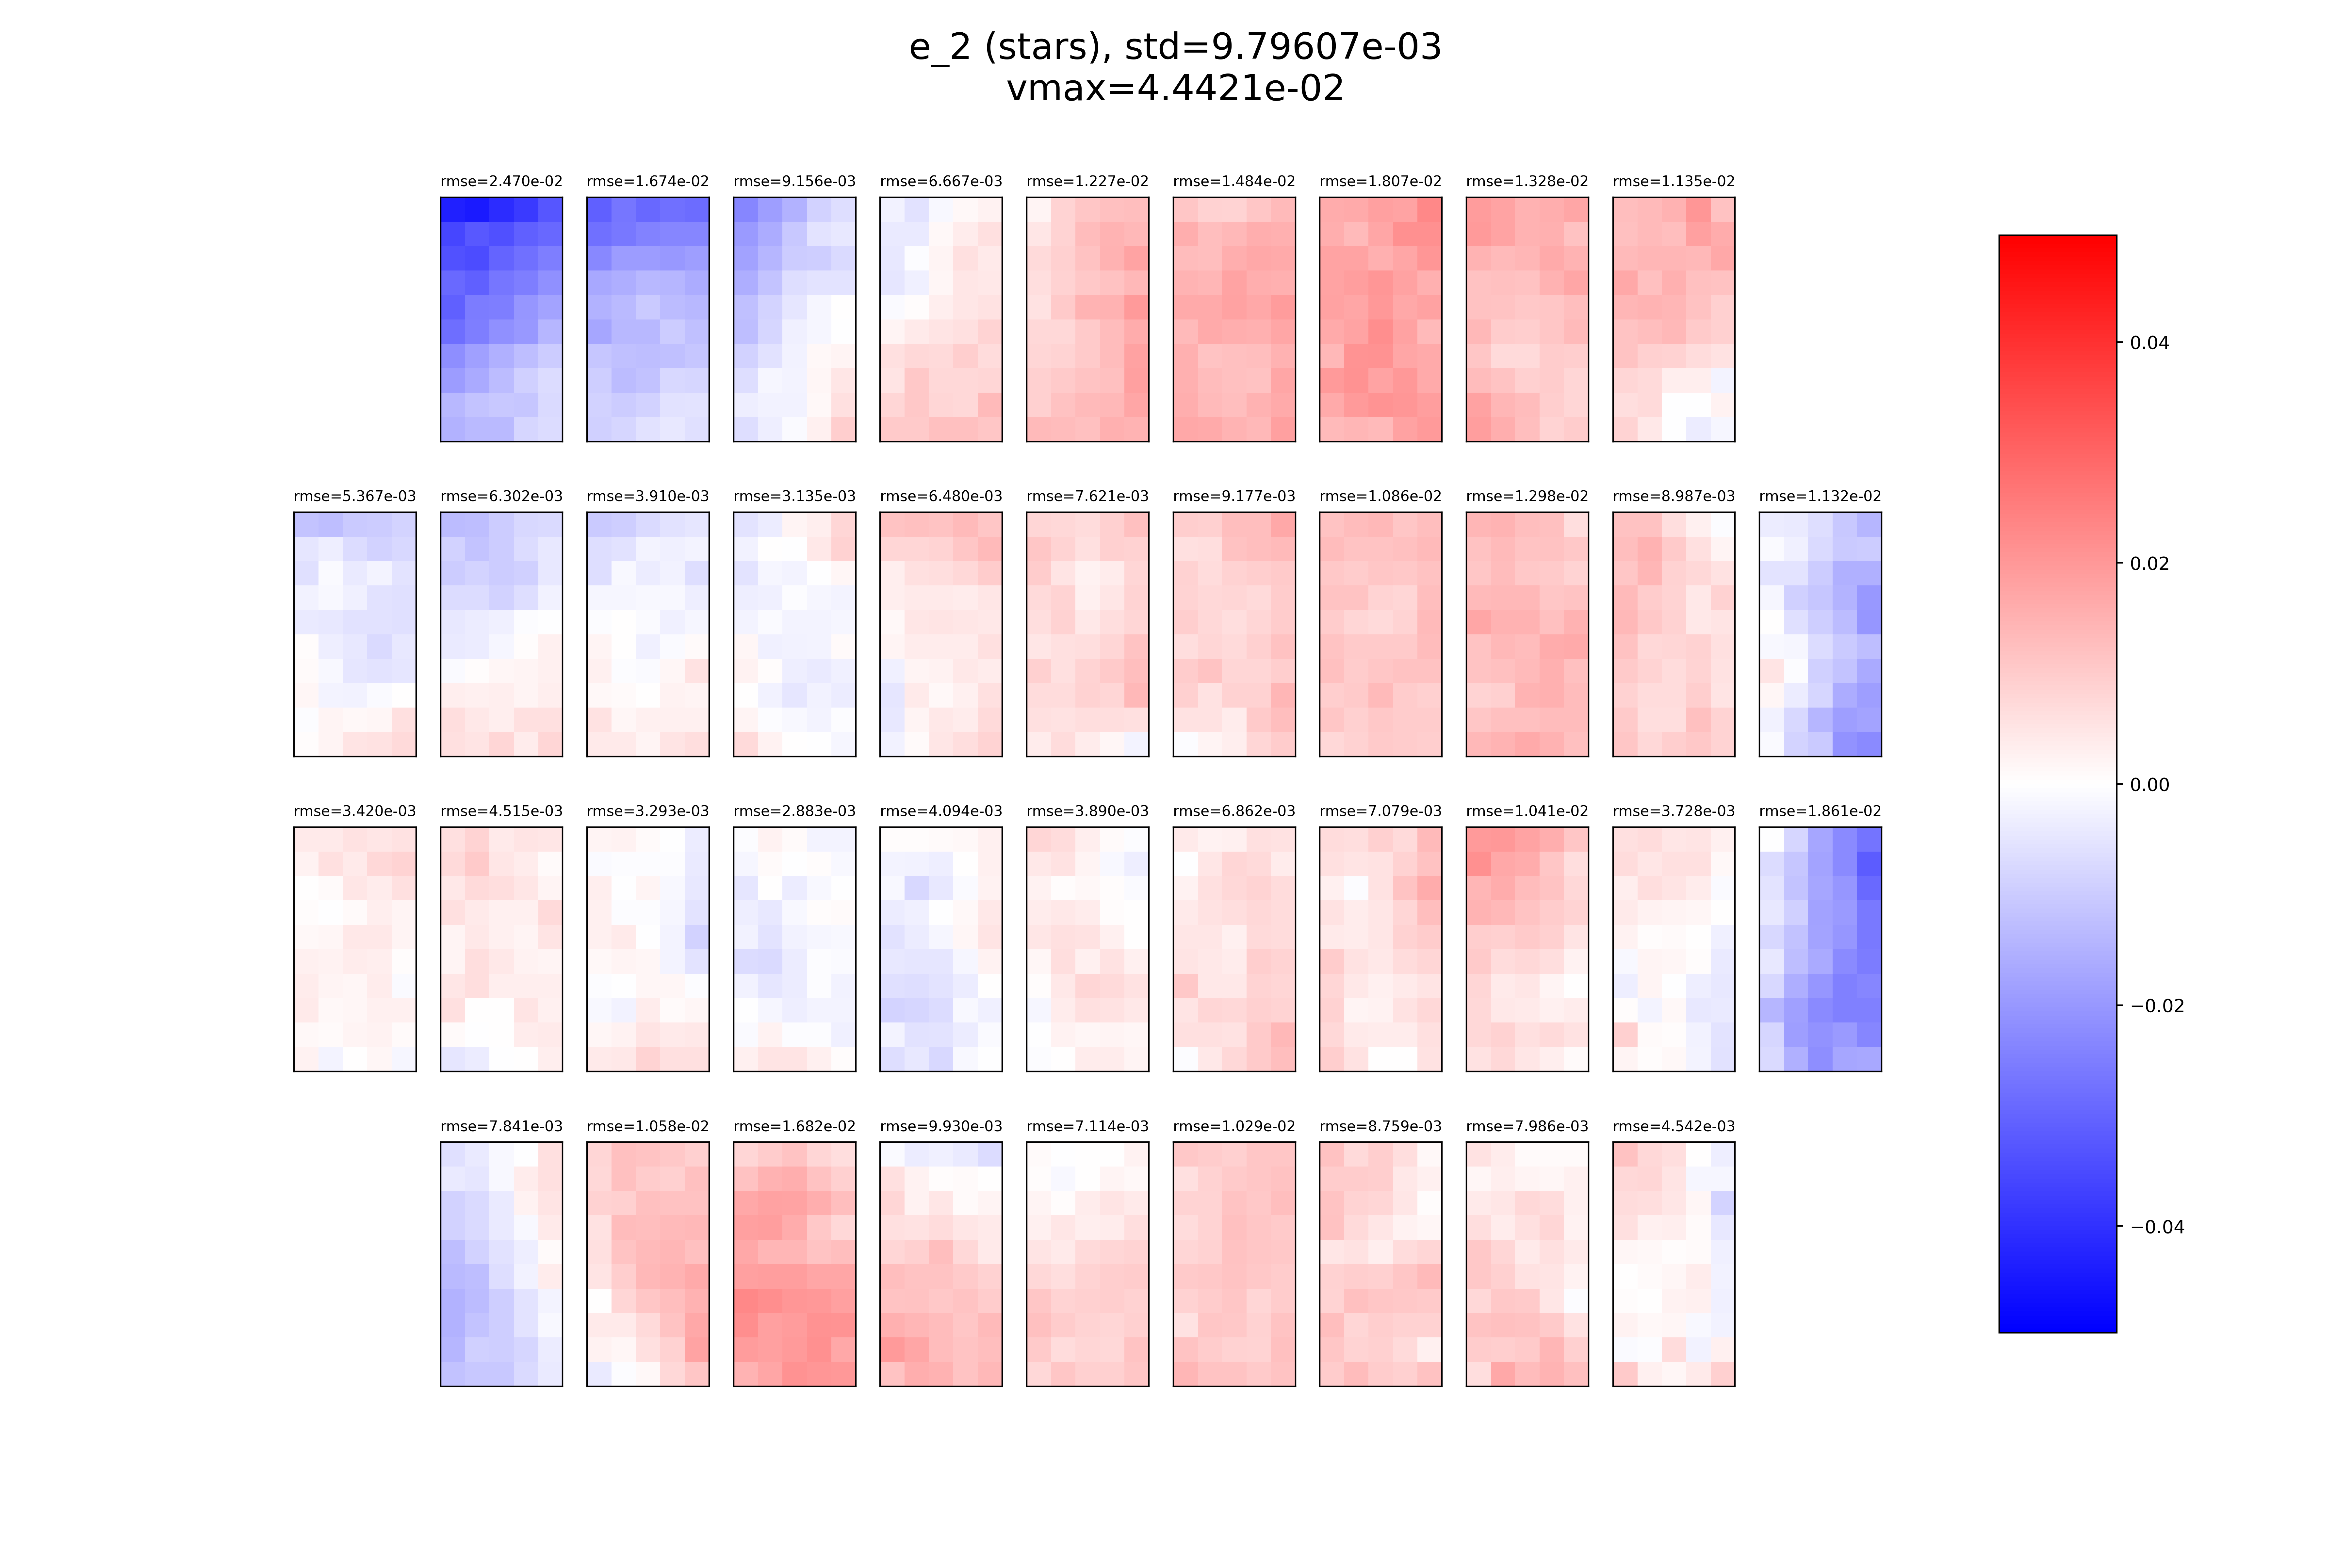 e_2 (stars), std=9.79607e-03
vmax=4.4421e-02
rmse=2.470e-02 rmse=1.674e-02 rmse=9.156e-03 rmse=6.667e-03 rmse=1.227e-02 rmse=1.484e-02 rmse=1.807e-02 rmse=1.328e-02 rmse=1.135e-02
rmse=5.367e-03 rmse=6.302e-03 rmse=3.910e-03 rmse=3.135e-03 rmse=6.480e-03 rmse=7.621e-03 rmse=9.177e-03 rmse=1.086e-02 rmse=1.298e-02 rmse=8.987e-03 rmse=1.132e-02
rmse=3.420e-03 rmse=4.515e-03 rmse=3.293e-03 rmse=2.883e-03 rmse=4.094e-03 rmse=3.890e-03 rmse=6.862e-03 rmse=7.079e-03 rmse=1.041e-02 rmse=3.728e-03 rmse=1.861e-02
rmse=7.841e-03 rmse=1.058e-02 rmse=1.682e-02 rmse=9.930e-03 rmse=7.114e-03 rmse=1.029e-02 rmse=8.759e-03 rmse=7.986e-03 rmse=4.542e-03
0.04
0.02
0.00
−0.02
−0.04